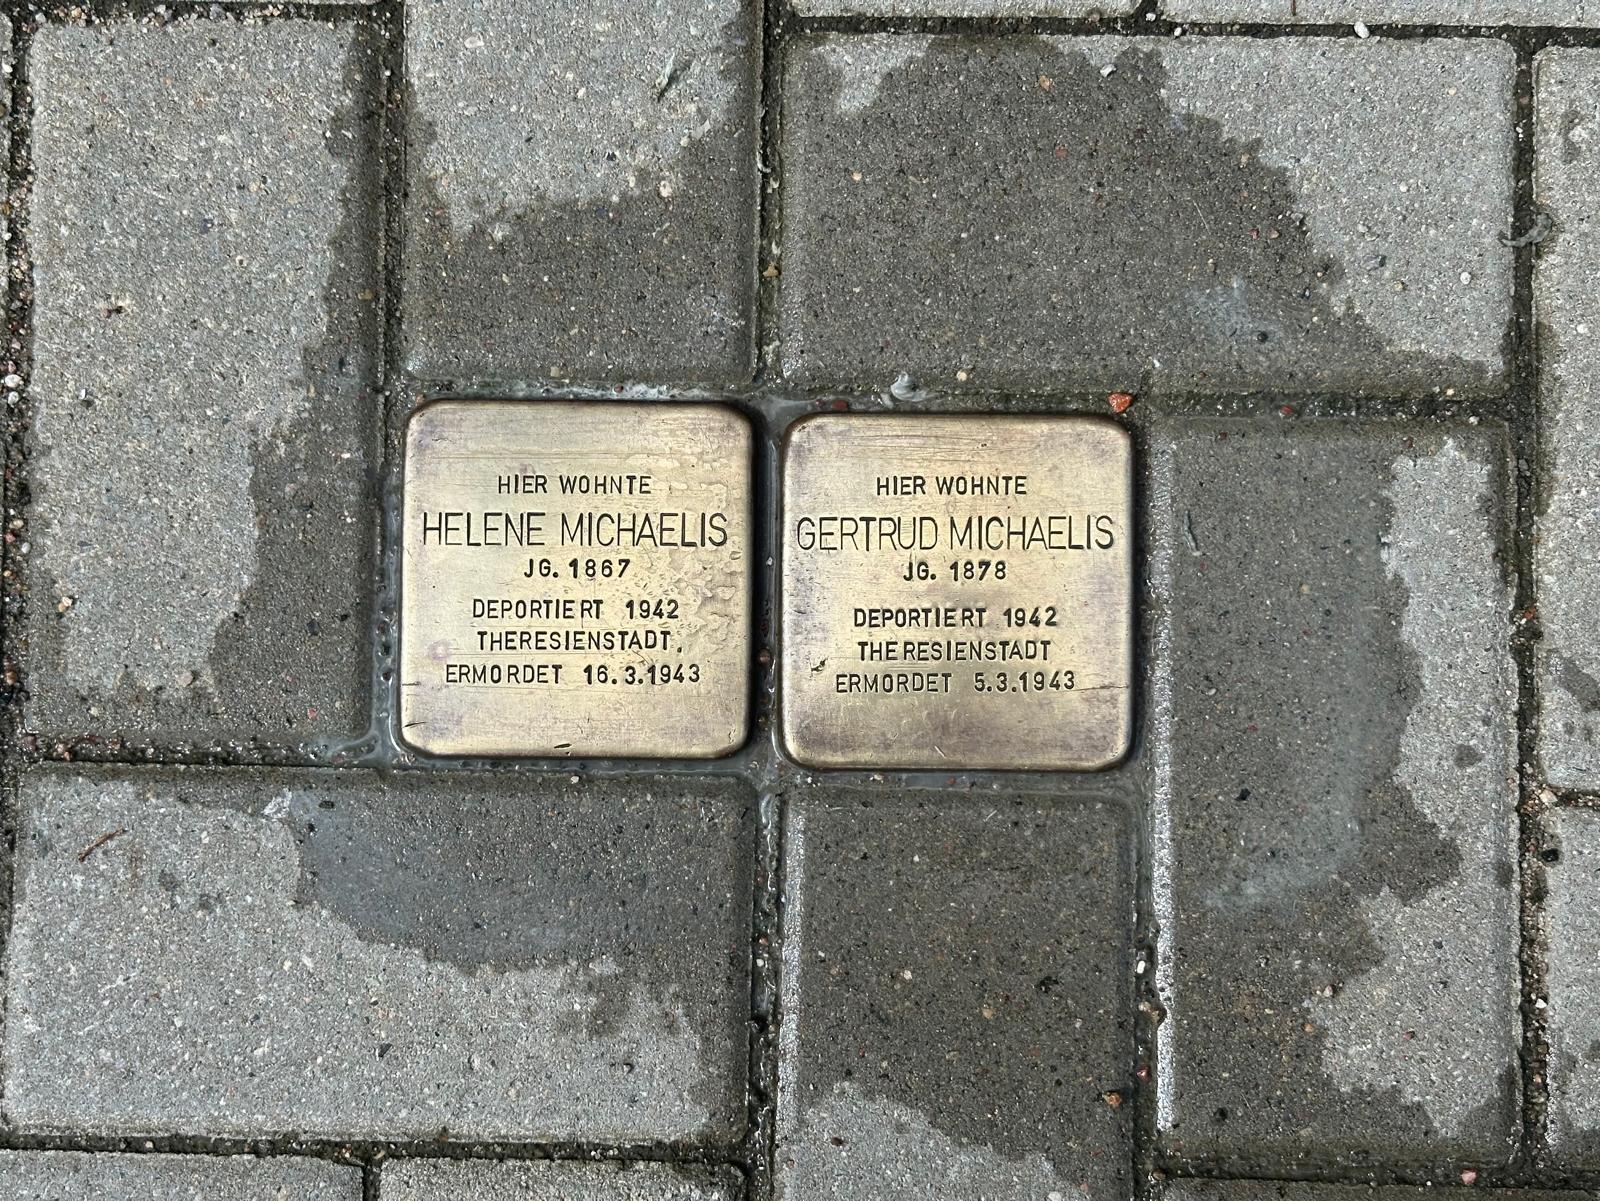 HIER WOHNTE
HELENE MICHAELIS
JG. 1867
DEPORTIERT 1942
THERESIENSTADT
ERMORDET 16.3.1943
HIER WOHNTE
GERTRUD MICHAELIS
JG. 1878
DEPORTIERT 1942
THERESIENSTADT
ERMORDET 5.3.1943